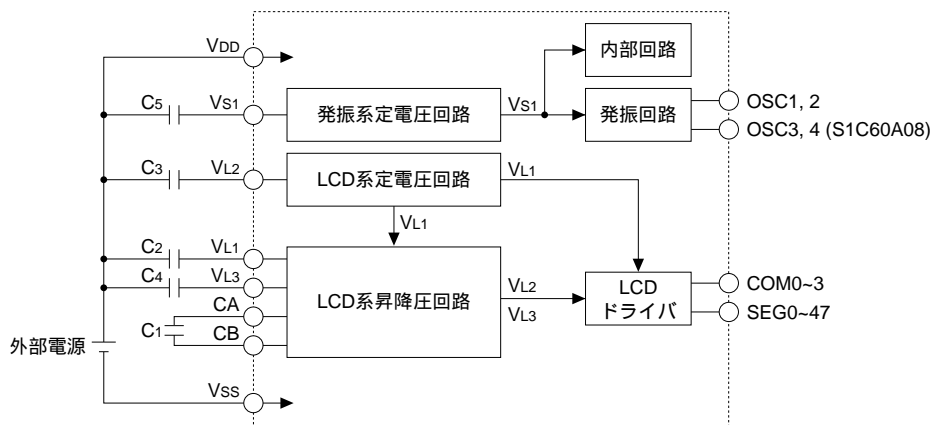 VDD
内部回路
C5
VS1
発振系定電圧回路
VS1
発振回路
OSC1, 2
OSC3, 4 (S1C60A08)
C3
VL2
LCD系定電圧回路
VL1
VL1
C2
VL1
C4
VL3
LCD系昇降圧回路
VL2
VL3
LCD
ドライバ
COM0~3
SEG0~47
CA
C1
CB
外部電源
VSS